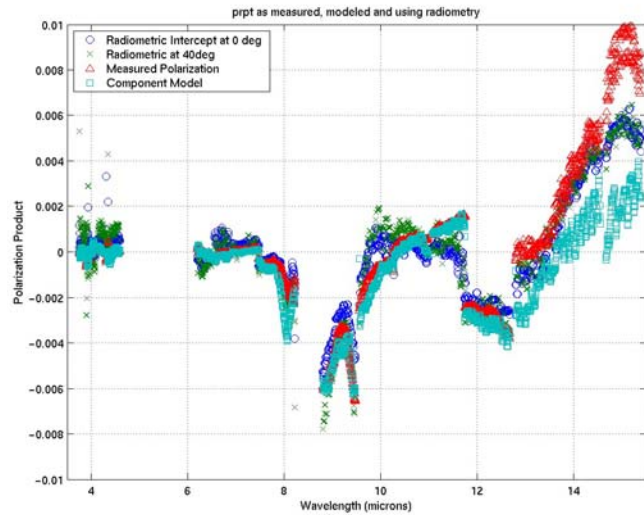 prpt as measured, modeled and using radiometry
Radiometric Intercept at 0 deg
Radiometric at 40deg
Measured Polarization
Component Model
Polarization Product
0.01
0.008
0.006
0.004
0.002
0
-0.002
-0.004
-0.006
-0.008
-0.01
4 6 8 10 12 14
Wavelength (microns)